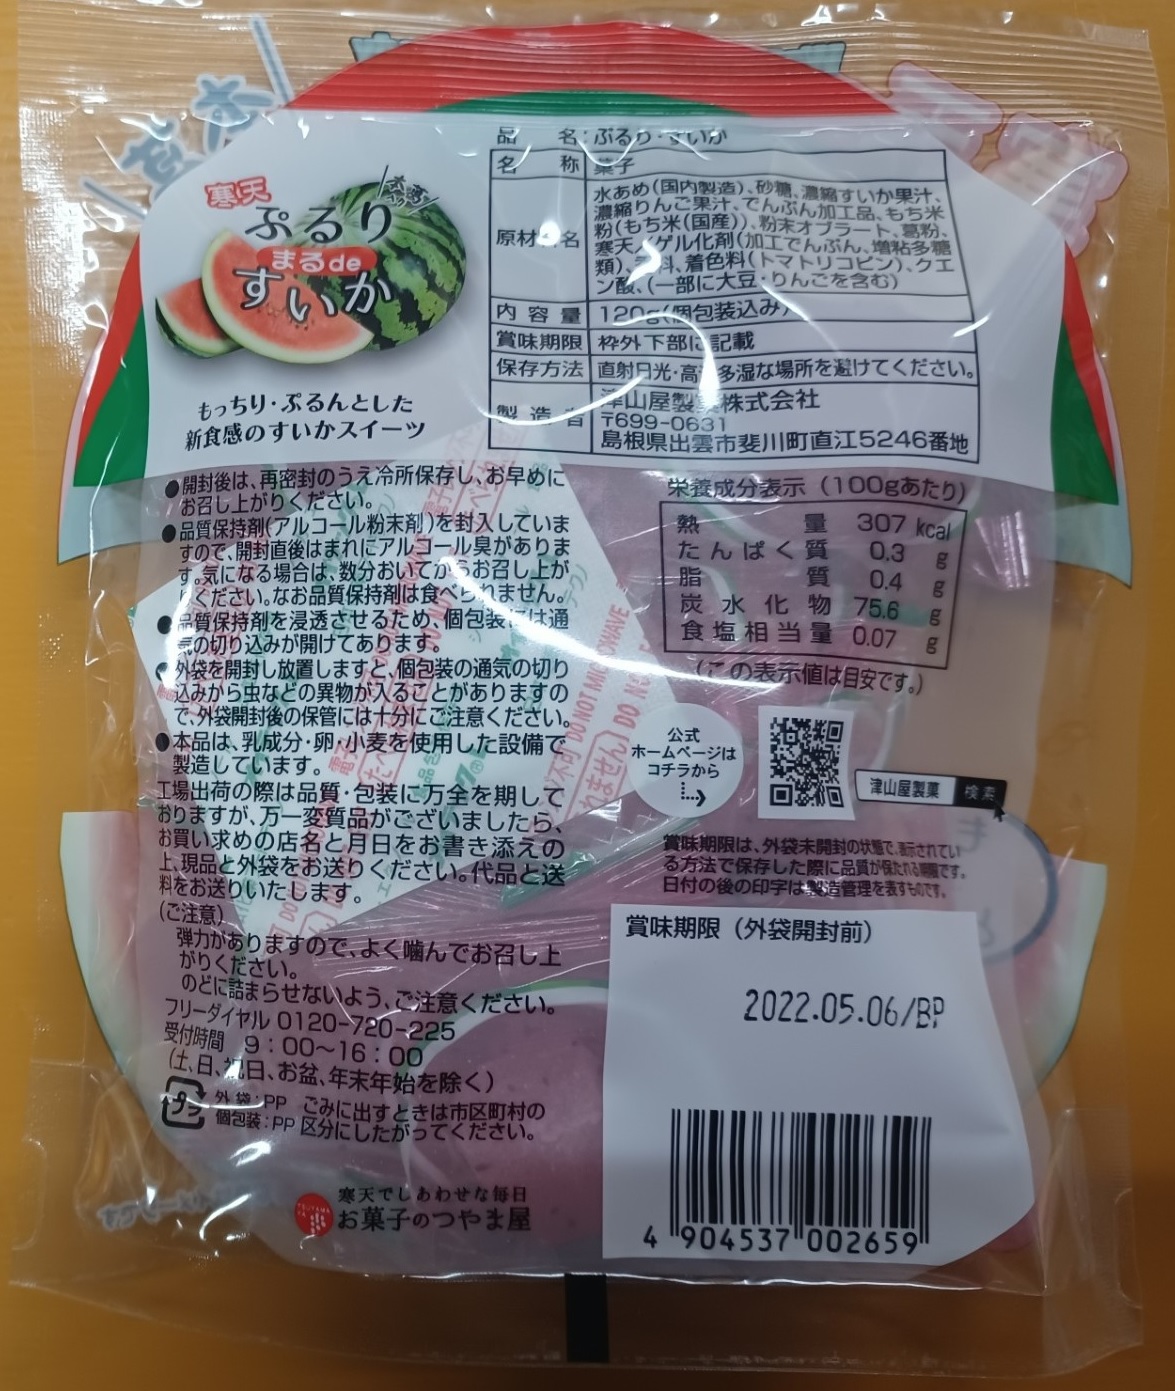 寒天
ぷるり
まるde
すいか
もっちり・ぷるんとした
新食感のすいかスイーツ
品 名 ぷるり・すいか
名 称 菓子
原材 名
水あめ(国内製造)、砂糖、濃縮すいか果汁、
濃縮りんご果汁、でんぷん加工品、もち米
粉(もち米(国産))、粉末オブラート、葛粉、
寒天/ゲル化剤(加工でんぷん、増粘多糖
類)、 料、着色料(トマトリコピン)、クエ
ン酸、(一部に大豆・りんごを含む)
内容量 120g(個包装込み)
賞味期限 枠外下部に記載
保存方法 直射日光・高 多湿な場所を避けてください。
製造者 津山屋製菓株式会社
〒699-0631
島根県出雲市斐川町直江5246番地
●開封後は、再密封のうえ冷所保存し、お早めに
お召し上がりください。
●品質保持剤(アルコール粉末剤)を封入していま
すので、開封直後はまれにアルコール臭がありま
す。気になる場合は、数分おいてからお召し上が
りください。なお品質保持剤は食べられません。
●品質保持剤を浸透させるため、個包装には通
気の切り込みが開けてあります。
●外袋を開封し放置しますと、個包装の通気の切り
込みから虫などの異物が入ることがありますの
で、外袋開封後の保管には十分にご注意ください。
●本品は、乳成分・卵・小麦を使用した設備で
製造しています。
工場出荷の際は品質・包装に万全を期して
おりますが、万一変質品がございましたら、
お買い求めの店名と月日をお書き添えの
上、現品と外袋をお送りください。代品と送
料をお送りいたします。
(ご注意)
弾力がありますので、よく噛んでお召し上
がりください。
のどに詰まらせないよう、ご注意ください。
フリーダイヤル 0120-720-225
受付時間 9:00〜16:00
(土、日、祝日、お盆、年末年始を除く)
プラ
外袋:PP ごみに出すときは市区町村の
個包装:PP 区分にしたがってください。
寒天でしあわせな毎日
お菓子のつやま屋
栄養成分表示(100gあたり)
熱量 307 kcal
たんぱく質 0.3 g
脂質 0.4 g
炭水化物 75.6 g
食塩相当量 0.07 g
(この表示値は目安です。)
公式
ホームページは
コチラから
津山屋製菓 検索
賞味期限は、外袋未開封の状態で、表示されてい
る方法で保存した際に品質が保たれる期限です。
日付の後の印字は製造管理を表すものです。
賞味期限(外袋開封前)
2022.05.06/BP
4 904537 002659
DO NOT MICROWAVE